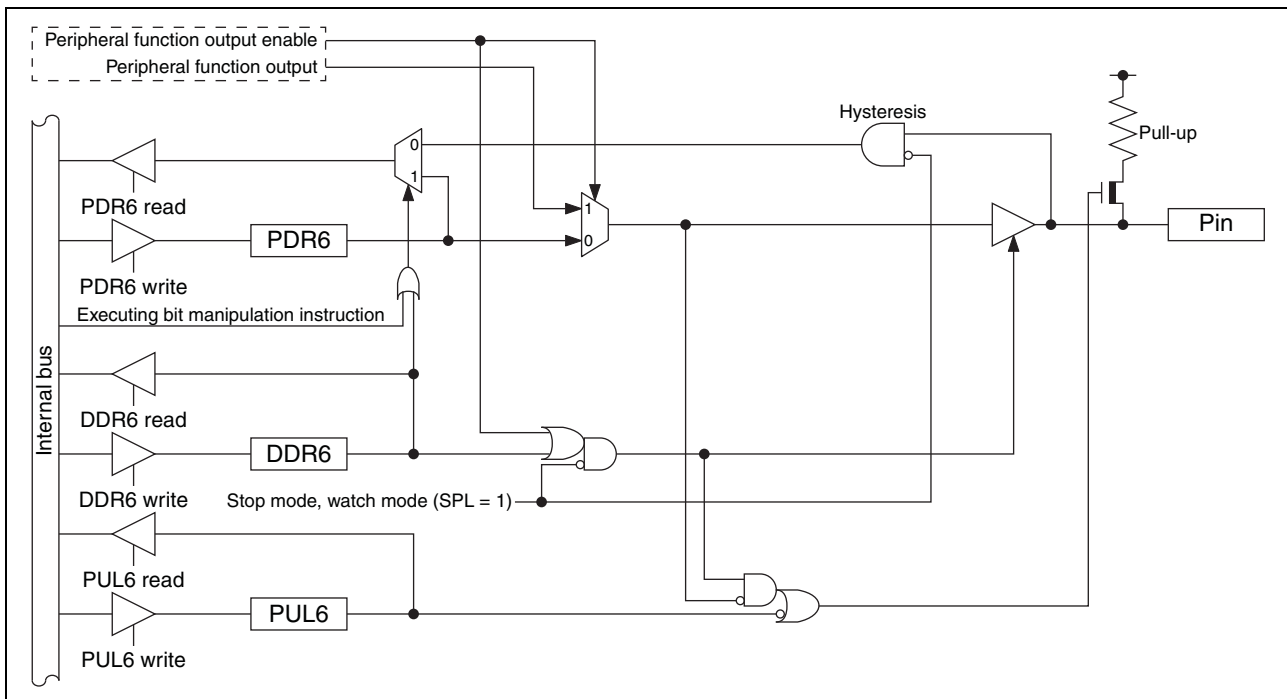 Peripheral function output enable
Peripheral function output
Hysteresis
Pull-up
0
1
PDR6 read
1
0
Pin
PDR6
PDR6 write
Executing bit manipulation instruction
Internal bus
DDR6 read
DDR6
DDR6 write
Stop mode, watch mode (SPL = 1)
PUL6 read
PUL6
PUL6 write